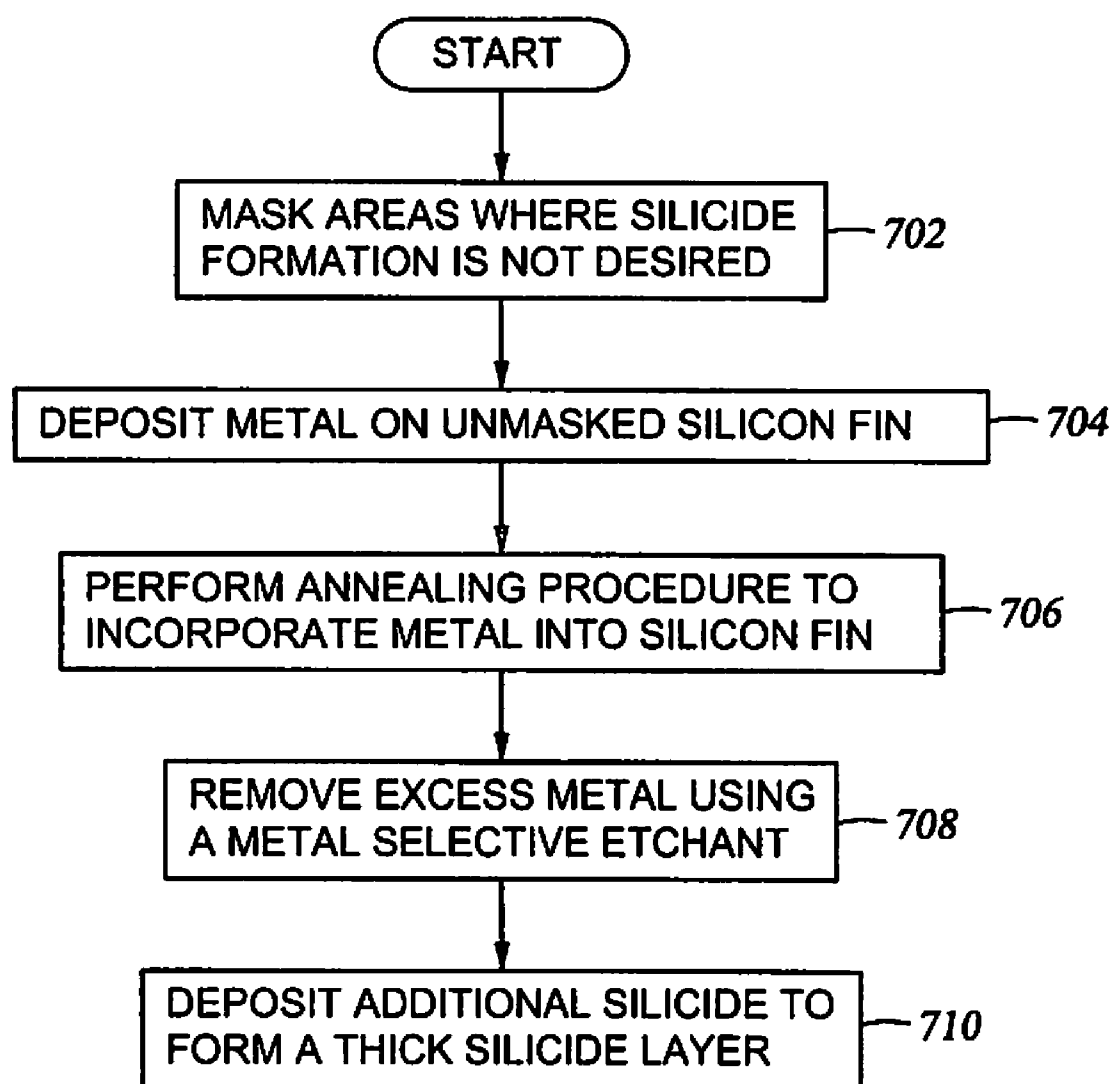 START
MASK AREAS WHERE SILICIDE
FORMATION IS NOT DESIRED
702
DEPOSIT METAL ON UNMASKED SILICON FIN
704
PERFORM ANNEALING PROCEDURE TO
INCORPORATE METAL INTO SILICON FIN
706
REMOVE EXCESS METAL USING
A METAL SELECTIVE ETCHANT
708
DEPOSIT ADDITIONAL SILICIDE TO
FORM A THICK SILICIDE LAYER
710